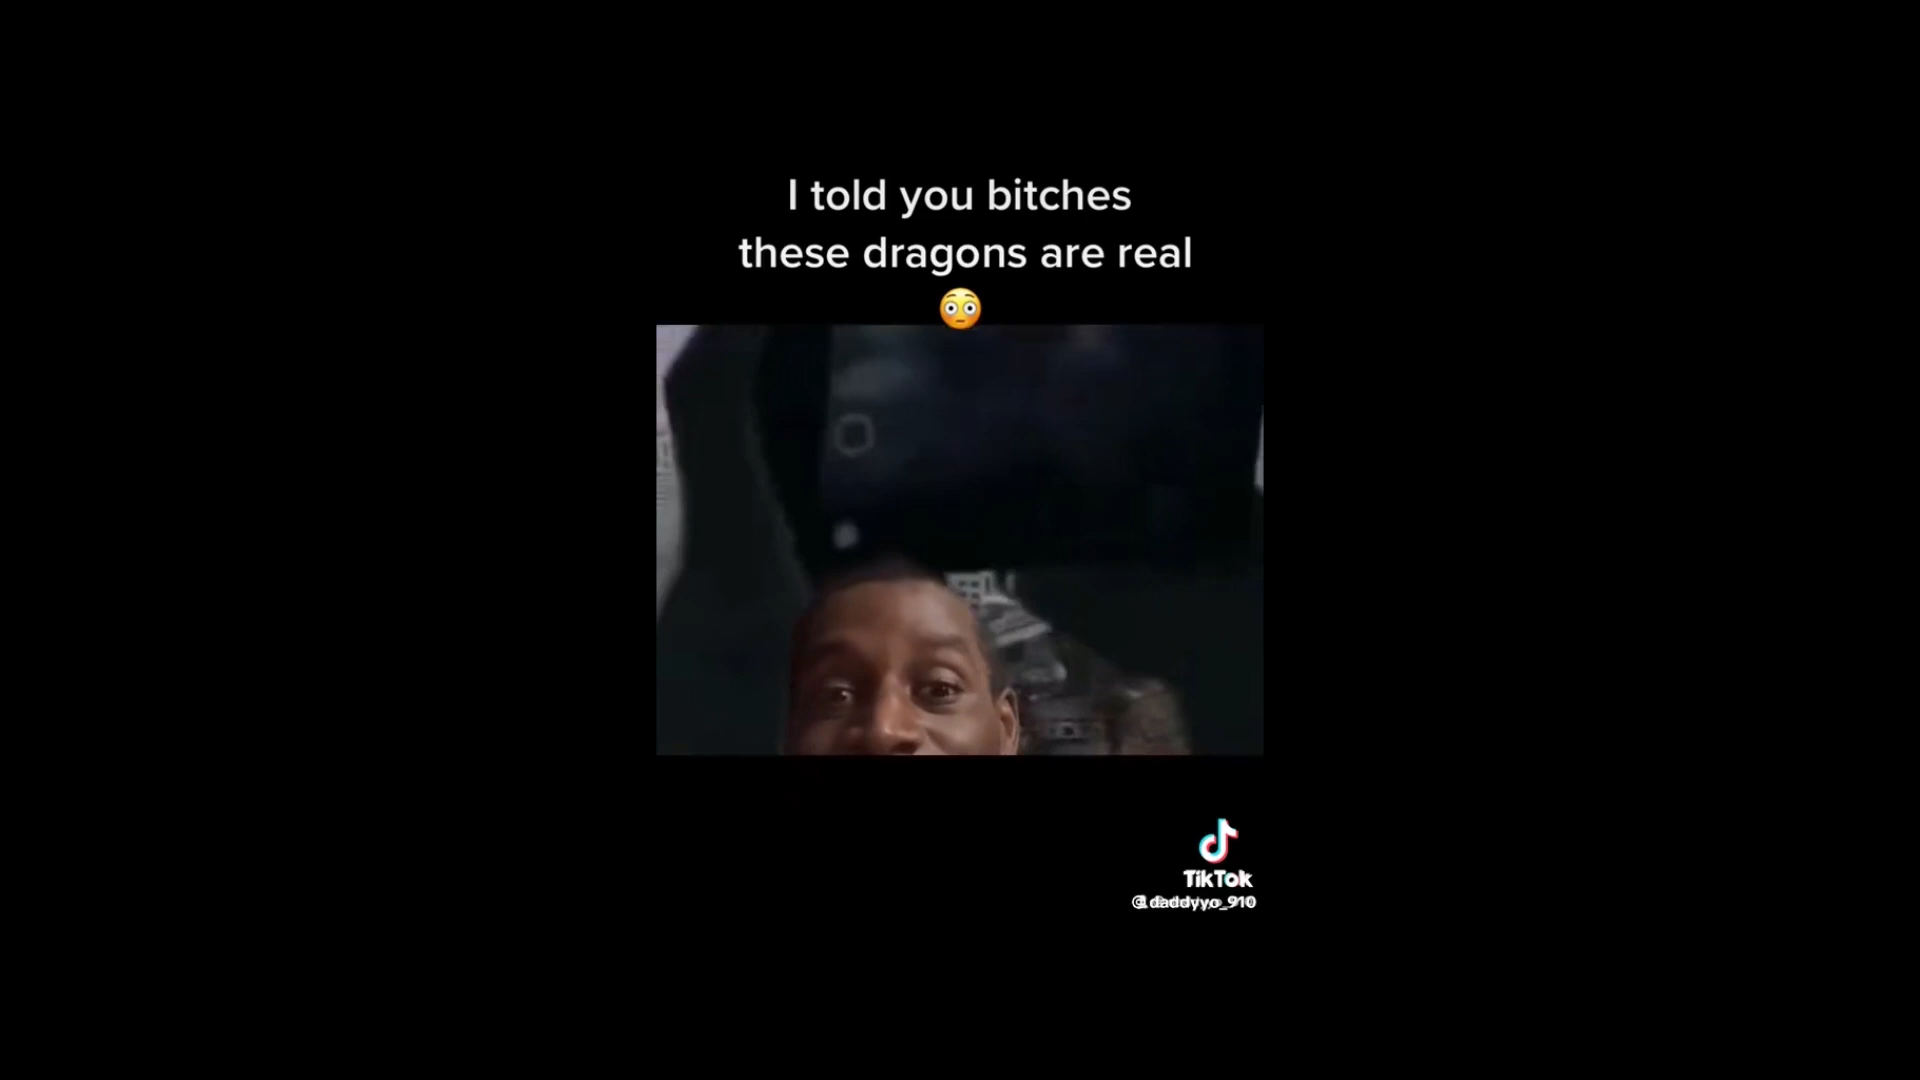 I told you bitches
these dragons are real
😳
TikTok
@daddyyo_910